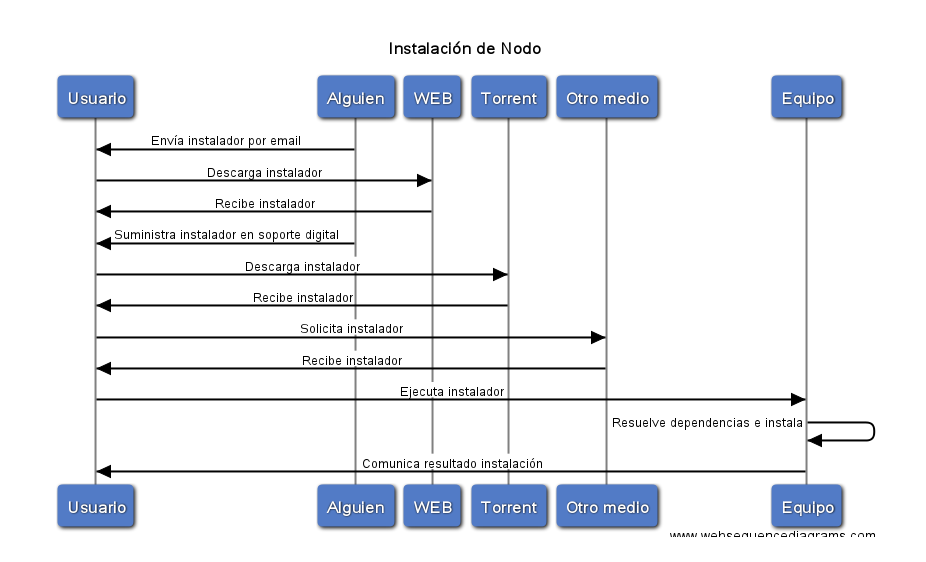 Instalación de Nodo
Usuario Alguien WEB Torrent Otro medio Equipo
Envía instalador por email
Descarga instalador
Recibe instalador
Suministra instalador en soporte digital
Descarga instalador
Recibe instalador
Solicita instalador
Recibe instalador
Ejecuta instalador
Resuelve dependencias e instala
Comunica resultado instalación
Usuario Alguien WEB Torrent Otro medio Equipo
www.websequencediagrams.com